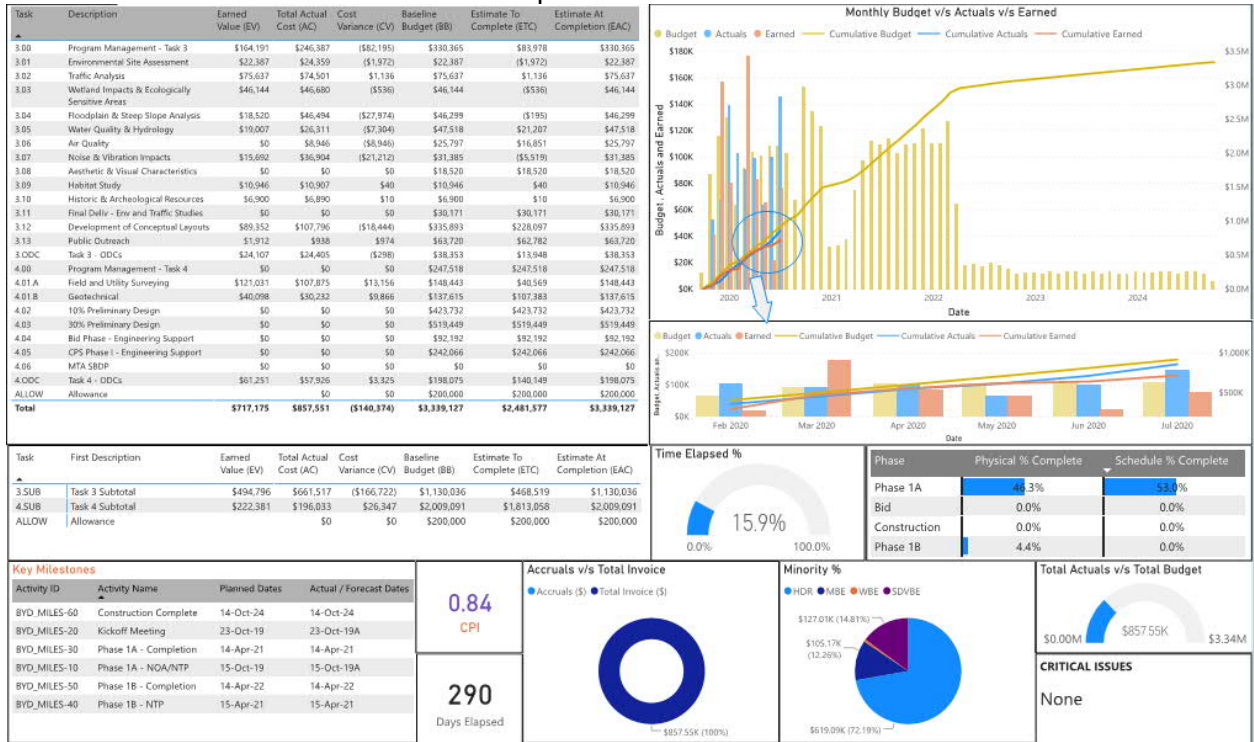 Task Description Earned Value (EV) Total Actual Cost (AC) Cost Variance (CV) Baseline Budget (BB) Estimate To Complete (ETC) Estimate At Completion (EAC)
3.00 Program Management - Task 3 $164,191 $246,387 ($82,195) $330,365 $83,978 $330,365
3.01 Environmental Site Assessment $22,387 $24,359 ($1,972) $22,387 ($1,972) $22,387
3.02 Traffic Analysis $75,637 $74,501 $1,136 $75,637 $1,136 $75,637
3.03 Wetland Impacts & Ecologically Sensitive Areas $46,144 $46,680 ($536) $46,144 ($536) $46,144
3.04 Floodplain & Steep Slope Analysis $18,520 $46,494 ($27,974) $46,299 ($195) $46,299
3.05 Water Quality & Hydrology $19,007 $26,311 ($7,304) $47,518 $21,207 $47,518
3.06 Air Quality $0 $8,946 ($8,946) $25,797 $16,851 $25,797
3.07 Noise & Vibration Impacts $15,692 $36,904 ($21,212) $31,385 ($5,519) $31,385
3.08 Aesthetic & Visual Characteristics $0 $0 $0 $18,520 $18,520 $18,520
3.09 Habitat Study $10,946 $10,907 $40 $10,946 $40 $10,946
3.10 Historic & Archeological Resources $6,900 $6,890 $10 $6,900 $10 $6,900
3.11 Final Deliv - Env and Traffic Studies $0 $0 $0 $30,171 $30,171 $30,171
3.12 Development of Conceptual Layouts $89,352 $107,796 ($18,444) $335,893 $228,097 $335,893
3.13 Public Outreach $1,912 $938 $974 $63,720 $62,782 $63,720
3.ODC Task 3 - ODCs $24,107 $24,405 ($298) $38,353 $13,948 $38,353
4.00 Program Management - Task 4 $0 $0 $0 $247,518 $247,518 $247,518
4.01.A Field and Utility Surveying $121,031 $107,875 $13,156 $148,443 $40,569 $148,443
4.01.B Geotechnical $40,098 $30,232 $9,866 $137,615 $107,383 $137,615
4.02 10% Preliminary Design $0 $0 $0 $423,732 $423,732 $423,732
4.03 30% Preliminary Design $0 $0 $0 $519,449 $519,449 $519,449
4.04 Bid Phase - Engineering Support $0 $0 $0 $92,192 $92,192 $92,192
4.05 CPS Phase I - Engineering Support $0 $0 $0 $242,066 $242,066 $242,066
4.06 MTA SBDP $0 $0 $0 $0 $0 $0
4.ODC Task 4 - ODCs $61,251 $57,926 $3,325 $198,075 $140,149 $198,075
ALLOW Allowance $0 $0 $200,000 $200,000 $200,000
Total $717,175 $857,551 ($140,374) $3,339,127 $2,481,577 $3,339,127
Monthly Budget v/s Actuals v/s Earned
Budget Actuals Earned Cumulative Budget Cumulative Actuals Cumulative Earned
Budget, Actuals and Earned
$180K
$160K
$140K
$120K
$100K
$80K
$60K
$40K
$20K
$0K
$3.5M
$3.0M
$2.5M
$2.0M
$1.5M
$1.0M
$0.5M
$0.0M
2020 2021 2022 2023 2024
Date
Budget Actuals Earned Cumulative Budget Cumulative Actuals Cumulative Earned
Budget, Actuals an...
$200K
$100K
$0K
$1,000K
$500K
Feb 2020 Mar 2020 Apr 2020 May 2020 Jun 2020 Jul 2020
Date
Task First Description Earned Value (EV) Total Actual Cost (AC) Cost Variance (CV) Baseline Budget (BB) Estimate To Complete (ETC) Estimate At Completion (EAC)
3.SUB Task 3 Subtotal $494,796 $661,517 ($166,722) $1,130,036 $468,519 $1,130,036
4.SUB Task 4 Subtotal $222,381 $196,033 $26,347 $2,009,091 $1,813,058 $2,009,091
ALLOW Allowance $0 $0 $200,000 $200,000 $200,000
Time Elapsed %
15.9%
0.0% 100.0%
Phase Physical % Complete Schedule % Complete
Phase 1A 46.3% 53.0%
Bid 0.0% 0.0%
Construction 0.0% 0.0%
Phase 1B 4.4% 0.0%
Key Milestones
Activity ID Activity Name Planned Dates Actual / Forecast Dates
BYD_MILES-60 Construction Complete 14-Oct-24 14-Oct-24
BYD_MILES-20 Kickoff Meeting 23-Oct-19 23-Oct-19A
BYD_MILES-30 Phase 1A - Completion 14-Apr-21 14-Apr-21
BYD_MILES-10 Phase 1A - NOA/NTP 15-Oct-19 15-Oct-19A
BYD_MILES-50 Phase 1B - Completion 14-Apr-22 14-Apr-22
BYD_MILES-40 Phase 1B - NTP 15-Apr-21 15-Apr-21
0.84
CPI
290
Days Elapsed
Accruals v/s Total Invoice
Accruals ($) Total Invoice ($)
$857.55K (100%)
Minority %
HDR MBE WBE SDVBE
$127.01K (14.81%)
$105.17K (12.26%)
$619.09K (72.19%)
Total Actuals v/s Total Budget
$857.55K
$0.00M $3.34M
CRITICAL ISSUES
None